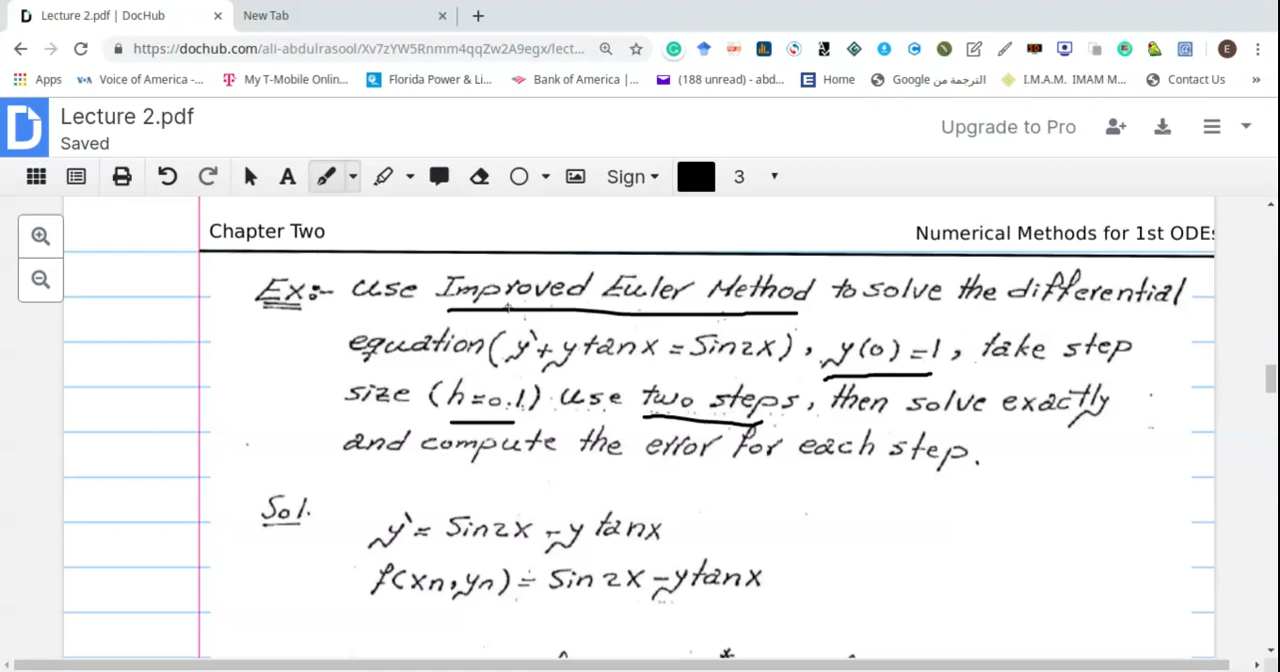 Lecture 2.pdf | DocHub
New Tab
https://dochub.com/ali-abdulrasool/Xv7zYW5Rnmm4qqZw2A9egx/lect...
E
Apps
Voice of America -...
My T-Mobile Onlin...
Florida Power & Li...
Bank of America |...
(188 unread) - abd...
Home
الترجمة من Google
I.M.A.M. IMAM M...
Contact Us
»
Lecture 2.pdf
Saved
Upgrade to Pro
A
Sign
3
Chapter Two
Numerical Methods for 1st ODEs
Ex:- Use Improved Euler Method to solve the differential
equation (y`+ y tanx = Sin2x), y(0) =1, take step
size (h=0.1) use two steps, then solve exactly
and compute the error for each step.
Sol.
y` = Sin2x - y tanx
f(xn,yn) = Sin2x - y tanx